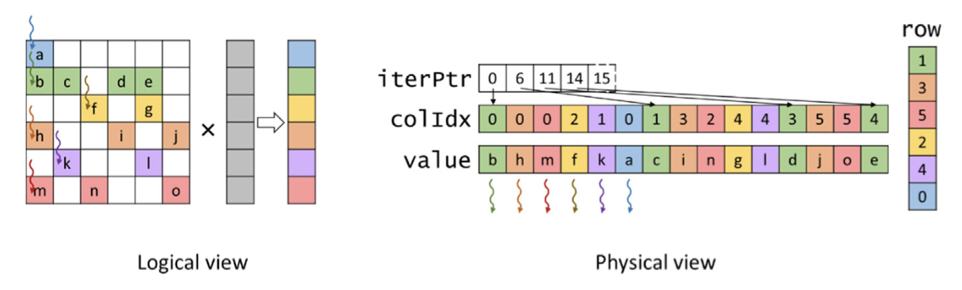 a
b c d e
f g
×
h i j
k l
m n o
Logical view
iterPtr 0 6 11 14 15
colIdx 0 0 0 2 1 0 1 3 2 4 4 3 5 5 4
value b h m f k a c i n g l d j o e
Physical view
row
1
3
5
2
4
0